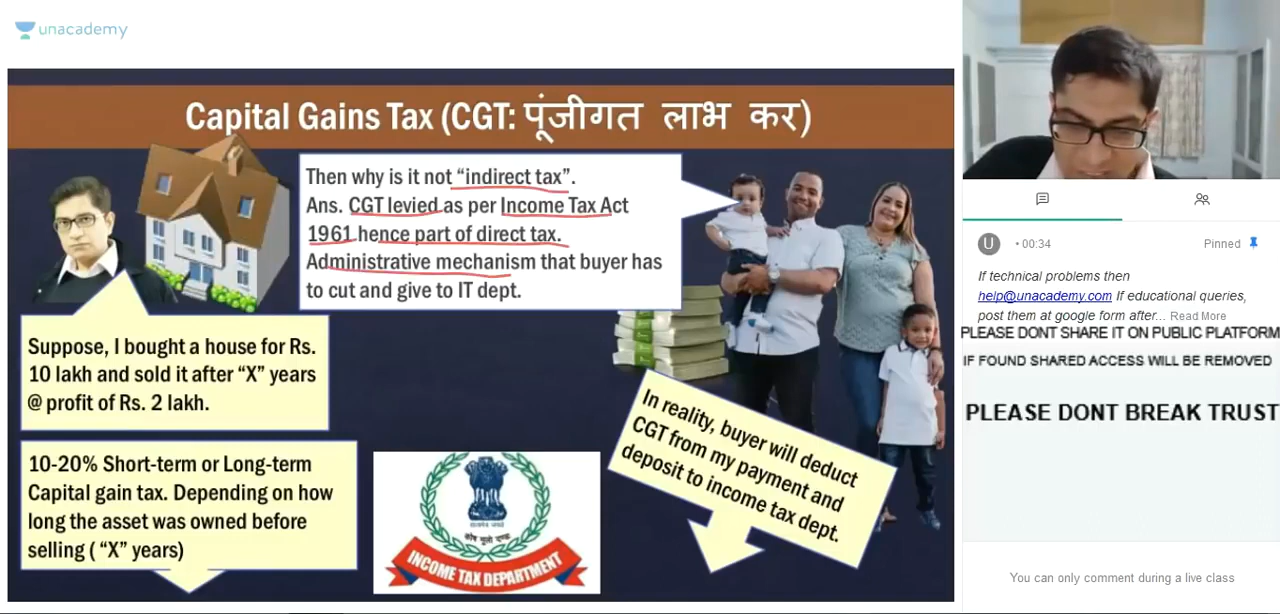 unacademy
Capital Gains Tax (CGT: पूंजीगत लाभ कर)
Then why is it not “indirect tax”.
Ans. CGT levied as per Income Tax Act
1961 hence part of direct tax.
Administrative mechanism that buyer has
to cut and give to IT dept.
Suppose, I bought a house for Rs.
10 lakh and sold it after “X” years
@ profit of Rs. 2 lakh.
10-20% Short-term or Long-term
Capital gain tax. Depending on how
long the asset was owned before
selling ( “X” years)
INCOME TAX DEPARTMENT
In reality, buyer will deduct
CGT from my payment and
deposit to income tax dept.
U • 00:34 Pinned
If technical problems then
help@unacademy.com If educational queries,
post them at google form after... Read More
PLEASE DONT SHARE IT ON PUBLIC PLATFORM
IF FOUND SHARED ACCESS WILL BE REMOVED
PLEASE DONT BREAK TRUST
You can only comment during a live class